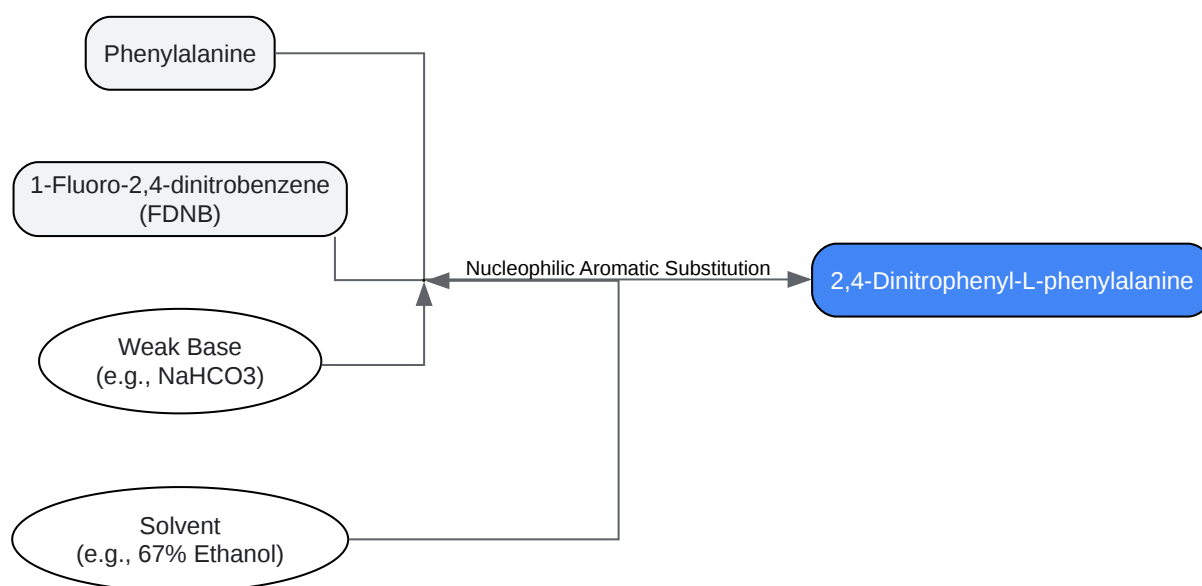 Phenylalanine
1-Fluoro-2,4-dinitrobenzene
(FDNB)
Nucleophilic Aromatic Substitution
2,4-Dinitrophenyl-L-phenylalanine
Weak Base
(e.g., NaHCO3)
Solvent
(e.g., 67% Ethanol)